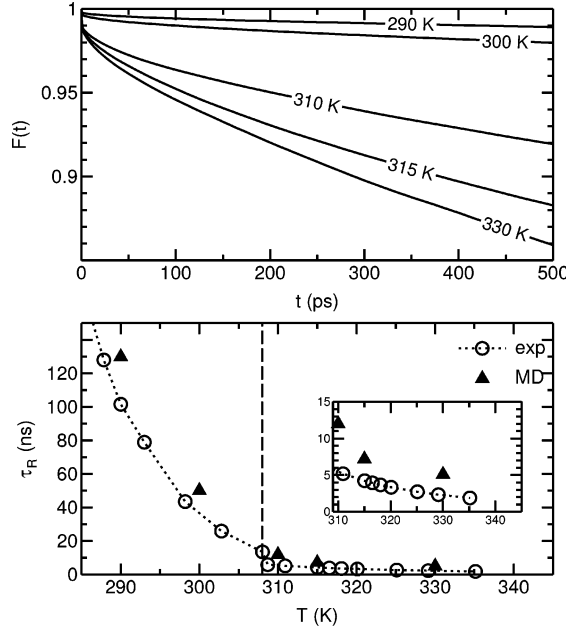 1
0.95
0.9
F(t)
290 K
300 K
310 K
315 K
330 K
0 100 200 300 400 500
t (ps)
120
100
80
60
40
20
0
τR (ns)
exp
MD
15
10
5
0
310 320 330 340
290 300 310 320 330 340
T (K)